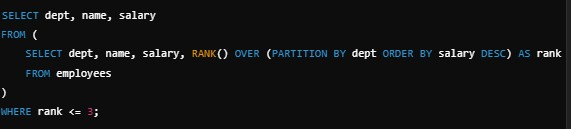 SELECT dept, name, salary
FROM (
    SELECT dept, name, salary, RANK() OVER (PARTITION BY dept ORDER BY salary DESC) AS rank
    FROM employees
)
WHERE rank <= 3;